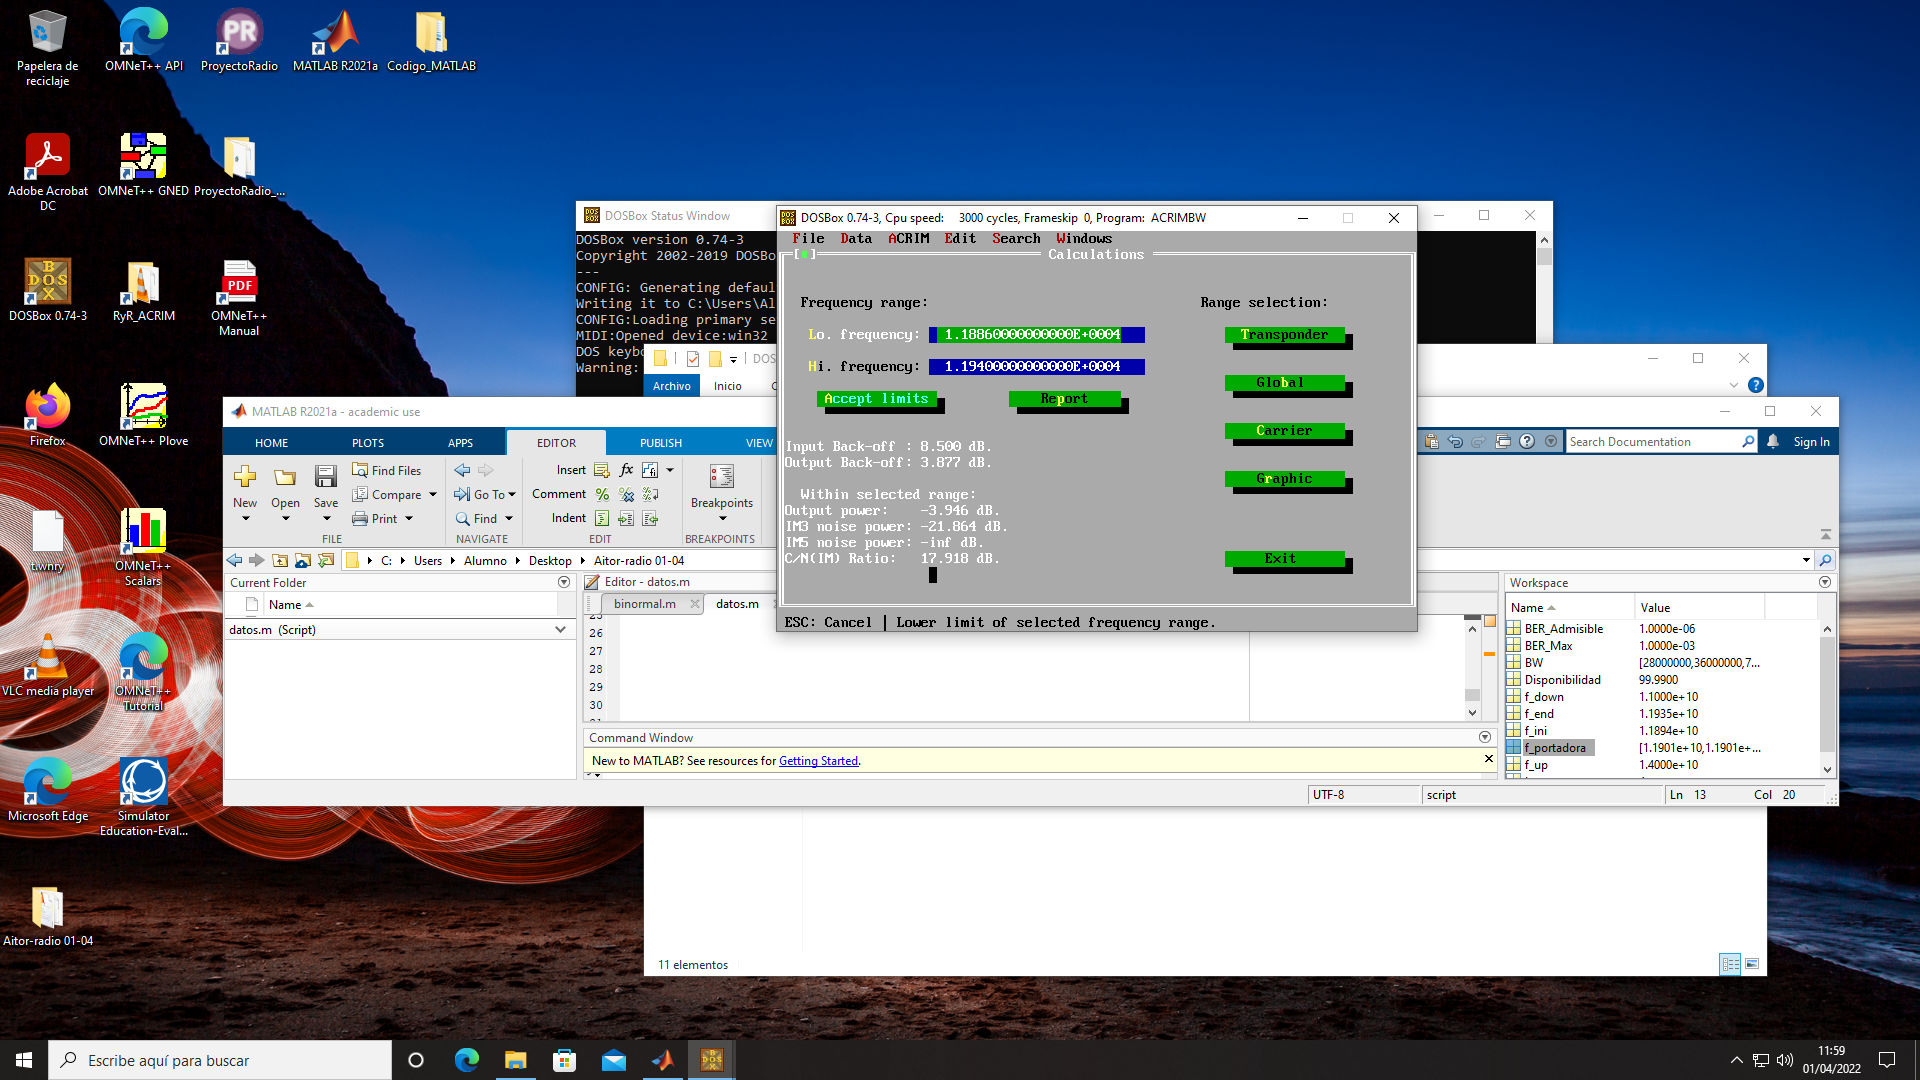 Papelera de
reciclaje
OMNeT++ API
ProyectoRadio
MATLAB R2021a
Codigo_MATLAB
Adobe Acrobat
DC
OMNeT++ GNED
ProyectoRadio_...
DOSBox 0.74-3
RyR_ACRIM
OMNeT++
Manual
Firefox
OMNeT++ Plove
t.wnry
OMNeT++
Scalars
VLC media player
OMNeT++
Tutorial
Microsoft Edge
Simulator
Education-Eval...
Aitor-radio 01-04
DOSBox Status Window
DOSBox version 0.74-3
Copyright 2002-2019 DOSBo
---
CONFIG: Generating defaul
Writing it to C:\Users\Al
CONFIG:Loading primary se
MIDI:Opened device:win32
DOS keybo
Warning:
DOSBox 0.74-3, Cpu speed: 3000 cycles, Frameskip 0, Program: ACRIMBW
File Data ACRIM Edit Search Windows
Calculations
Frequency range:
Range selection:
Lo. frequency: 1.18860000000000E+0004
Transponder
Hi. frequency: 1.19400000000000E+0004
Global
Accept limits
Report
Carrier
Input Back-off : 8.500 dB.
Output Back-off: 3.877 dB.
Graphic
Within selected range:
Output power: -3.946 dB.
IM3 noise power: -21.864 dB.
IM5 noise power: -inf dB.
C/N(IM) Ratio: 17.918 dB.
Exit
ESC: Cancel | Lower limit of selected frequency range.
DOS
Archivo
Inicio
MATLAB R2021a - academic use
HOME
PLOTS
APPS
EDITOR
PUBLISH
VIEW
Search Documentation
Sign In
New
Open
Save
Find Files
Compare
Print
FILE
Go To
Find
NAVIGATE
Insert
Comment
Indent
EDIT
Breakpoints
BREAKPOINTS
C: Users Alumno Desktop Aitor-radio 01-04
Current Folder
Name
datos.m (Script)
Editor - datos.m
binormal.m
datos.m
25
26
27
28
29
30
31
Command Window
New to MATLAB? See resources for Getting Started.
Workspace
Name Value
BER_Admisible 1.0000e-06
BER_Max 1.0000e-03
BW [28000000,36000000,7...
Disponibilidad 99.9900
f_down 1.1000e+10
f_end 1.1935e+10
f_ini 1.1894e+10
f_portadora [1.1901e+10,1.1901e+...
f_up 1.4000e+10
UTF-8
script
Ln 13 Col 20
11 elementos
Escribe aquí para buscar
11:59
01/04/2022